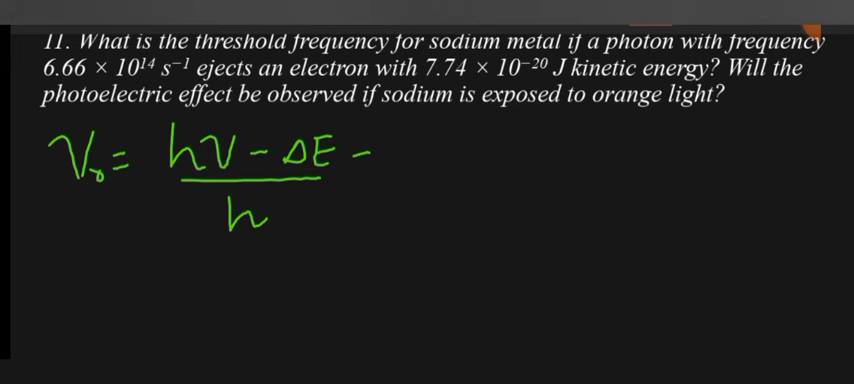 11. What is the threshold frequency for sodium metal if a photon with frequency
6.66 × 10¹⁴ s⁻¹ ejects an electron with 7.74 × 10⁻²⁰ J kinetic energy? Will the
photoelectric effect be observed if sodium is exposed to orange light?
V₀ = hV - ΔE -
h